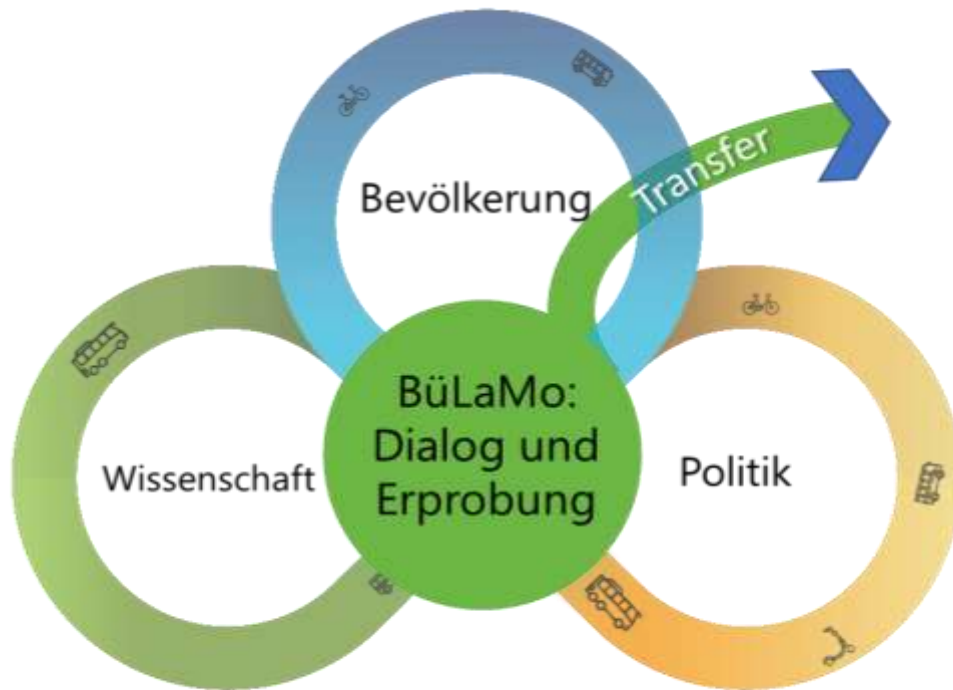 Bevölkerung
Transfer
Wissenschaft
BüLaMo:
Dialog und
Erprobung
Politik